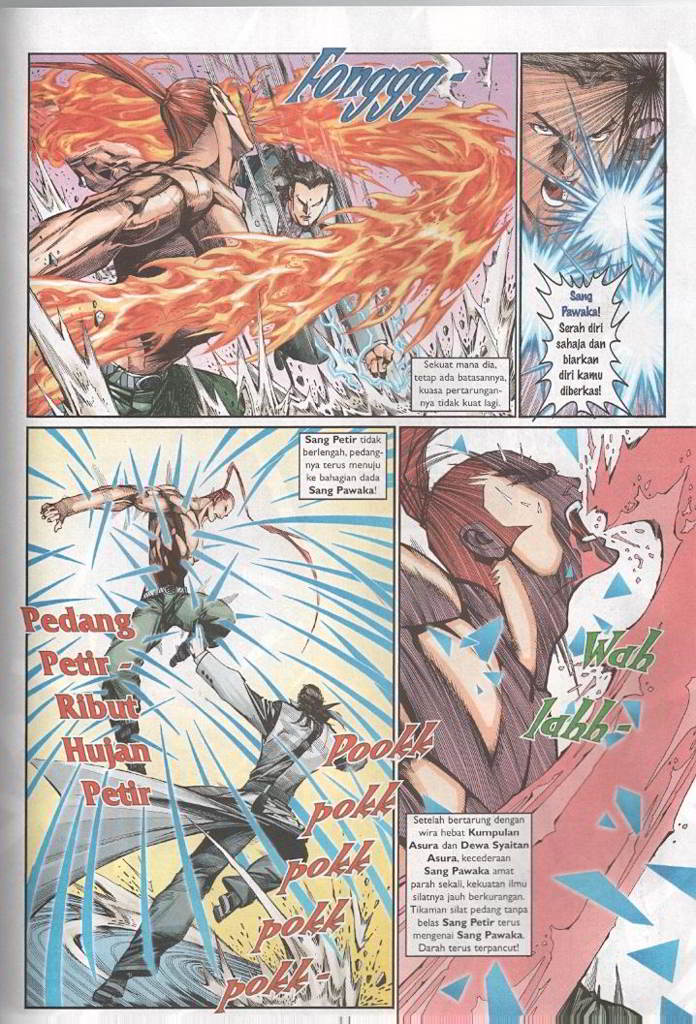 Fonggg-
Sekuat mana dia,
tetap ada batasannya,
kuasa pertarungan-
nya tidak kuat lagi.
Sang
Pawaka!
Serah diri
sahaja dan
biarkan
diri kamu
diberkas!
Sang Petir tidak
berlengah, pedang-
nya terus menuju
ke bahagian dada
Sang Pawaka!
Pedang
Petir -
Ribut
Hujan
Petir
Pookk
pokk
pokk
pokk
pokk-
Wah
lahh-
Setelah bertarung dengan
wira hebat Kumpulan
Asura dan Dewa Syaitan
Asura, kecederaan
Sang Pawaka amat
parah sekali, kekuatan ilmu
silatnya jauh berkurangan.
Tikaman silat pedang tanpa
belas Sang Petir terus
mengenai Sang Pawaka.
Darah terus terpancut!